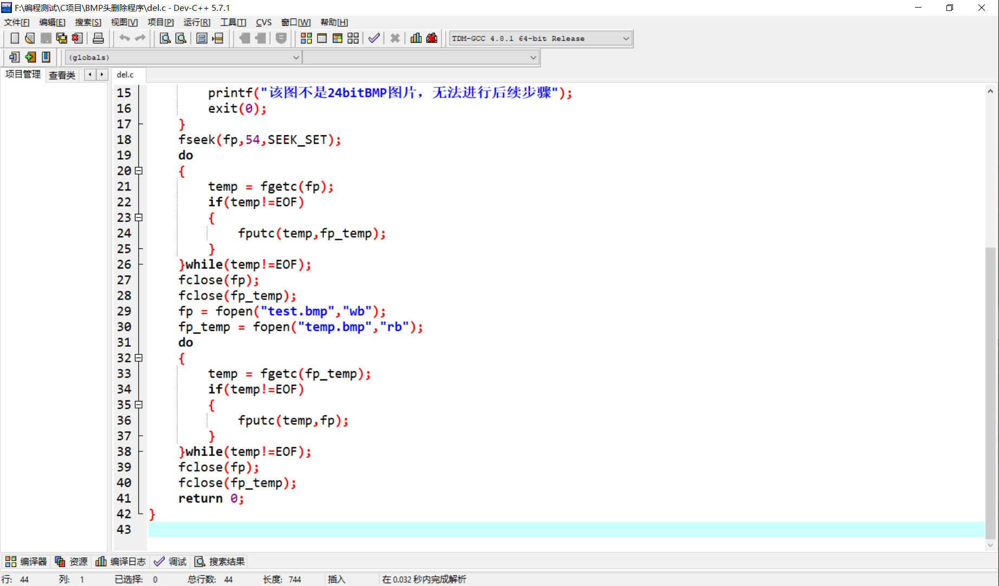 F:\编程测试\C项目\BMP头删除程序\del.c - Dev-C++ 5.7.1
文件[F] 编辑[E] 搜索[S] 视图[V] 项目[P] 运行[R] 工具[T] CVS 窗口[W] 帮助[H]
TDM-GCC 4.8.1 64-bit Release
(globals)
项目管理 查看类 del.c
15 printf("该图不是24bitBMP图片，无法进行后续步骤");
16 exit(0);
17 }
18 fseek(fp,54,SEEK_SET);
19 do
20 {
21 temp = fgetc(fp);
22 if(temp!=EOF)
23 {
24 fputc(temp,fp_temp);
25 }
26 }while(temp!=EOF);
27 fclose(fp);
28 fclose(fp_temp);
29 fp = fopen("test.bmp","wb");
30 fp_temp = fopen("temp.bmp","rb");
31 do
32 {
33 temp = fgetc(fp_temp);
34 if(temp!=EOF)
35 {
36 fputc(temp,fp);
37 }
38 }while(temp!=EOF);
39 fclose(fp);
40 fclose(fp_temp);
41 return 0;
42 }
43
编译器 资源 编译日志 调试 搜索结果
行: 44 列: 1 已选择: 0 总行数: 44 长度: 744 插入 在 0.032 秒内完成解析